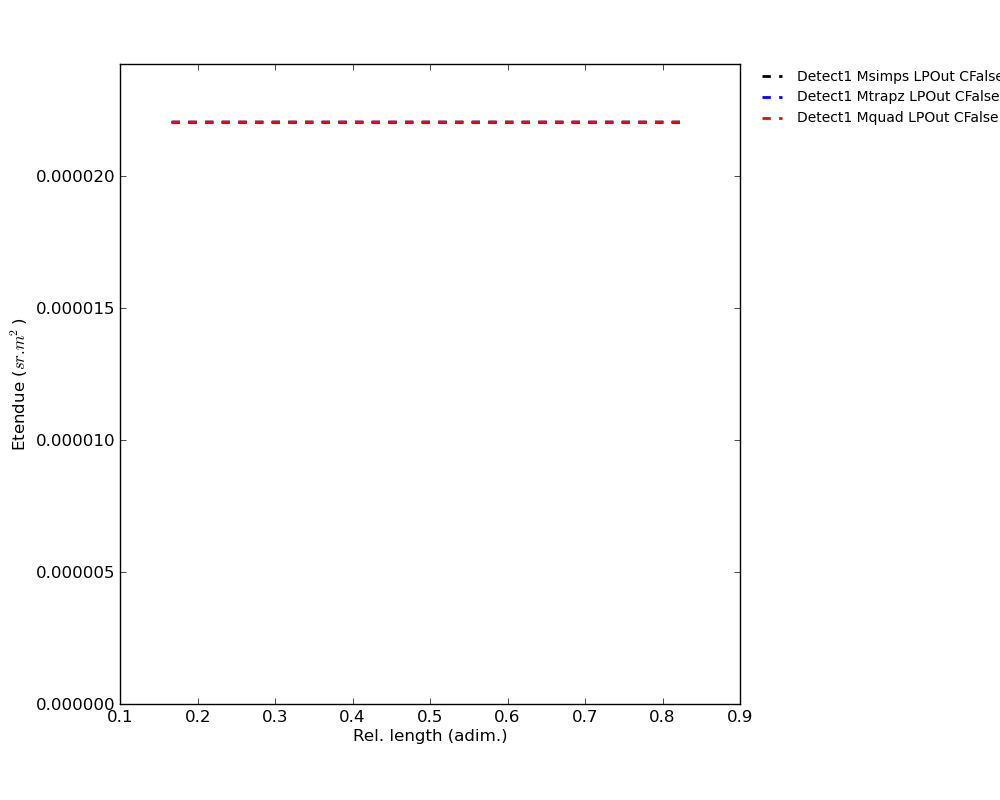 Detect1 Msimps LPOut CFalse
Detect1 Mtrapz LPOut CFalse
Detect1 Mquad LPOut CFalse
0.000020
0.000015
0.000010
0.000005
0.000000
Etendue (sr.m²)
0.1 0.2 0.3 0.4 0.5 0.6 0.7 0.8 0.9
Rel. length (adim.)